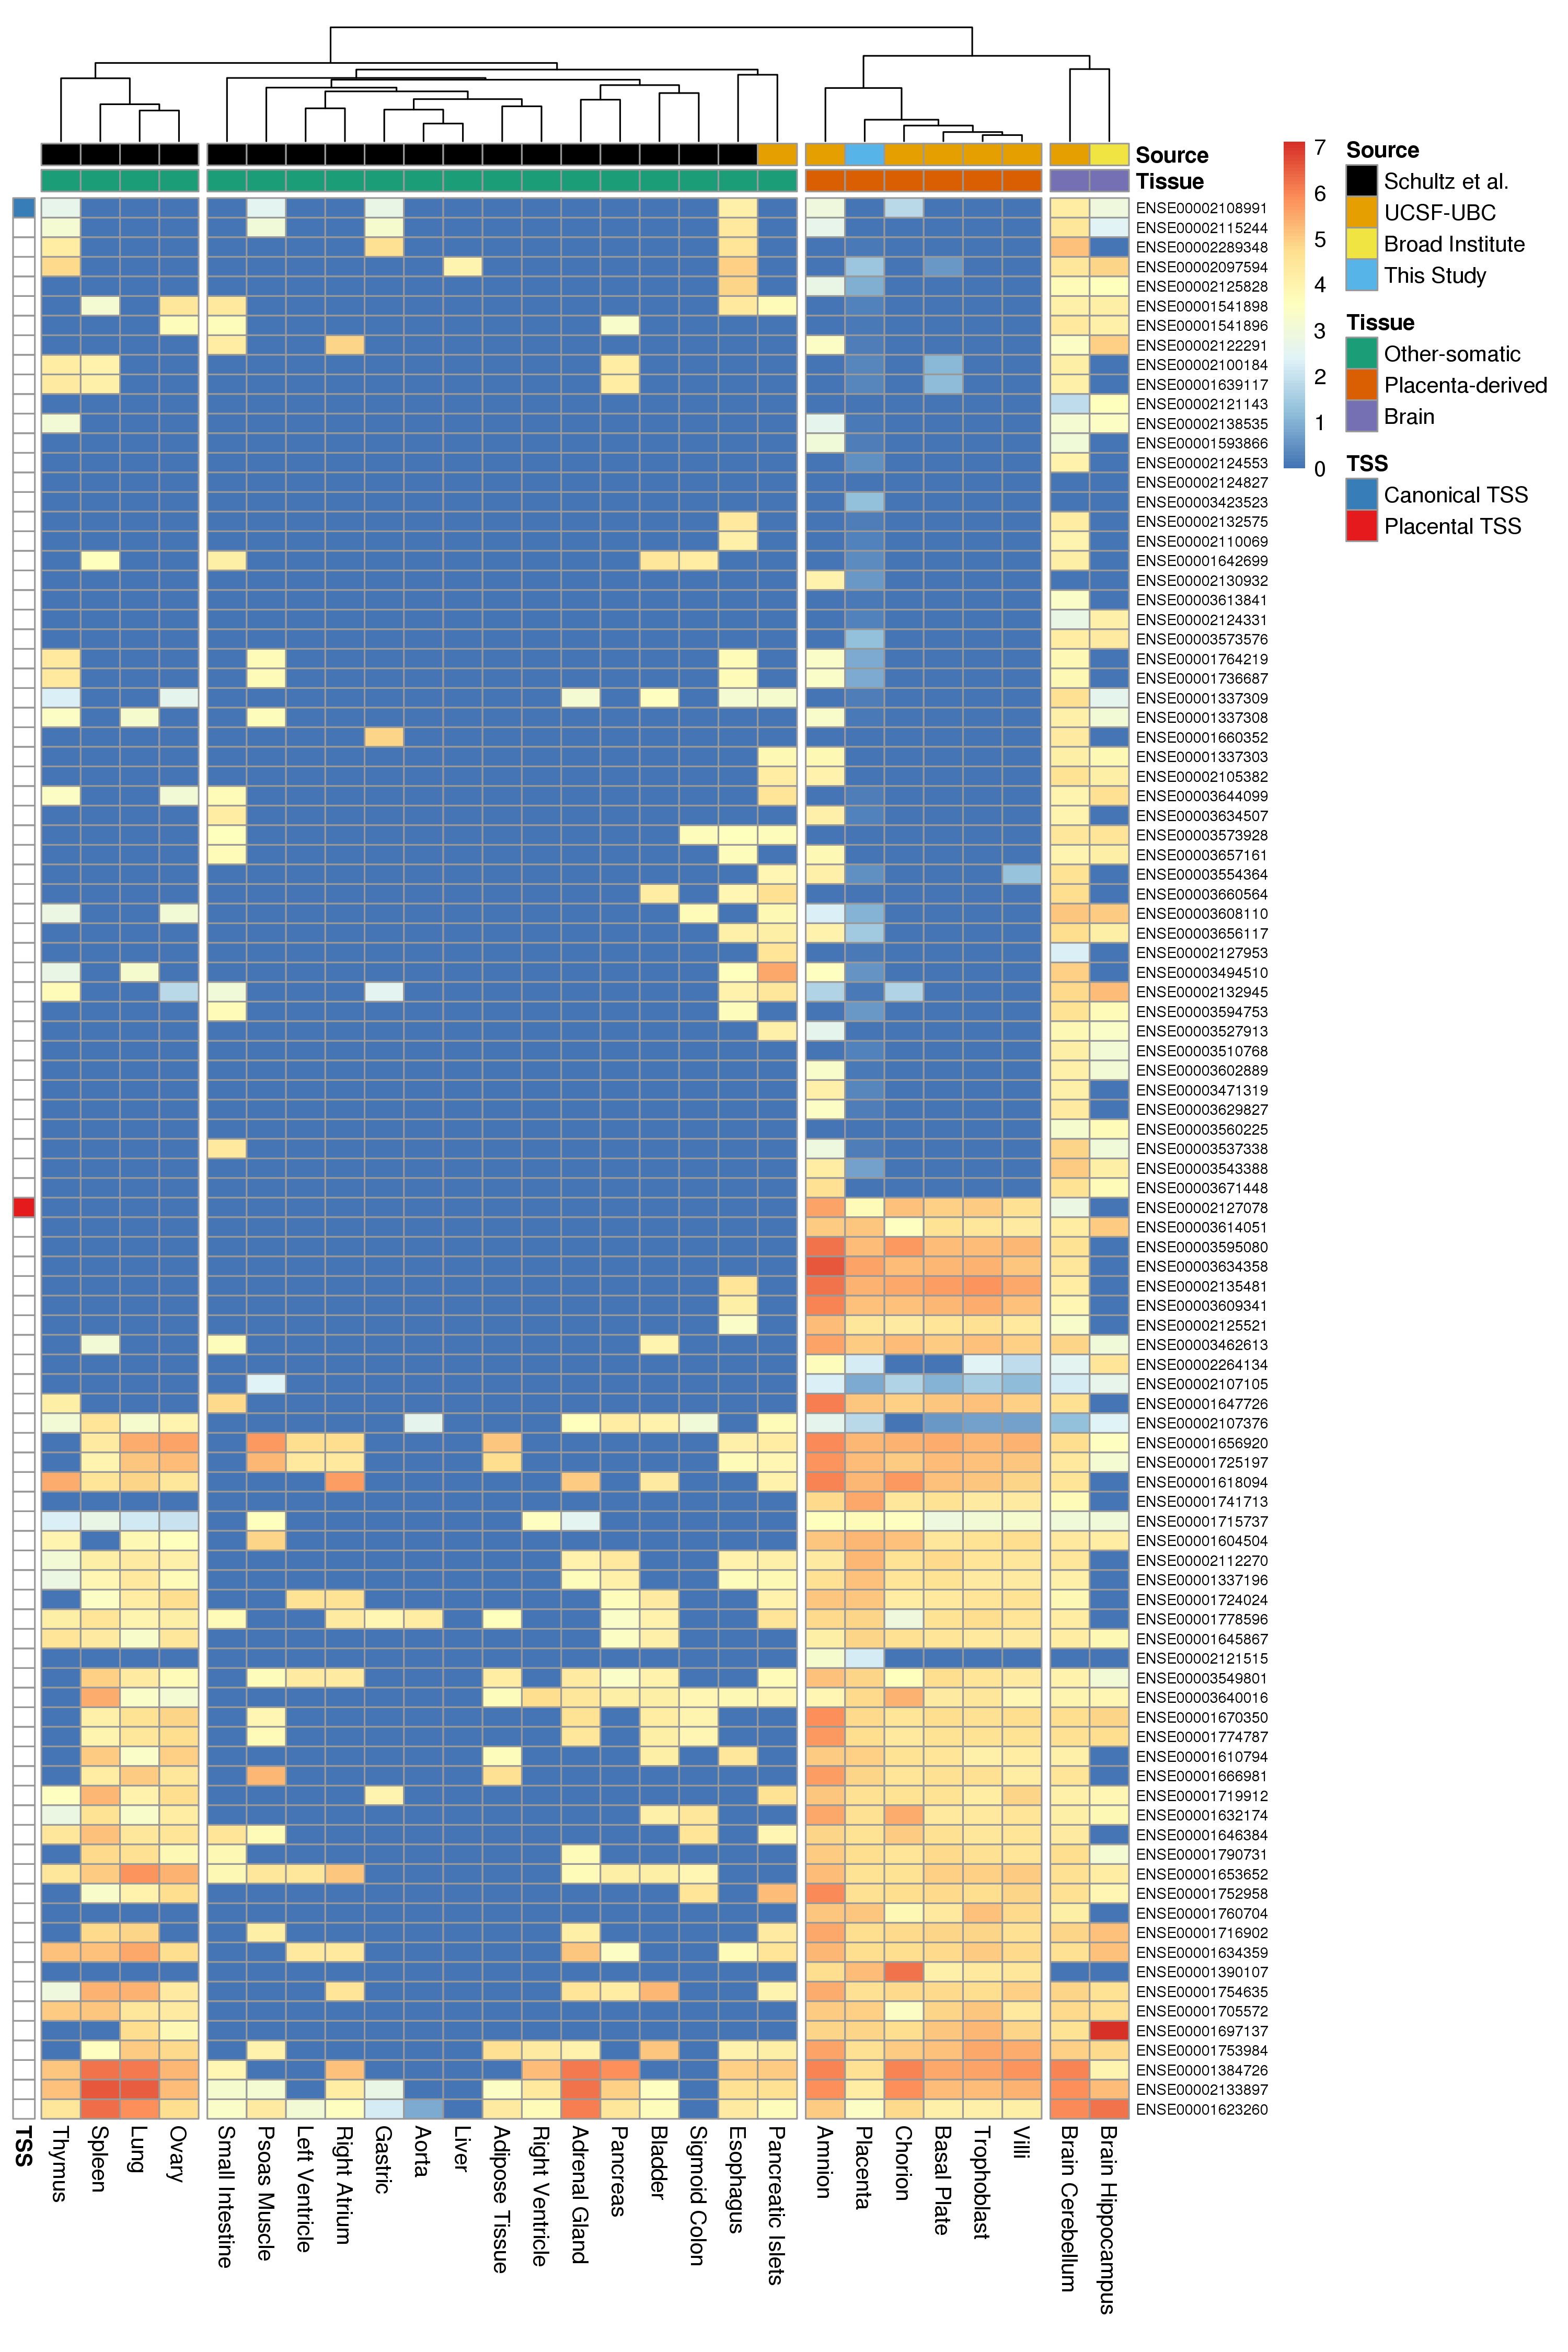 Source
Tissue
7
6
5
4
3
2
1
0
Source
Schultz et al.
UCSF-UBC
Broad Institute
This Study
Tissue
Other-somatic
Placenta-derived
Brain
TSS
Canonical TSS
Placental TSS
ENSE00002108991
ENSE00002115244
ENSE00002289348
ENSE00002097594
ENSE00002125828
ENSE00001541898
ENSE00001541896
ENSE00002122291
ENSE00002100184
ENSE00001639117
ENSE00002121143
ENSE00002138535
ENSE00001593866
ENSE00002124553
ENSE00002124827
ENSE00003423523
ENSE00002132575
ENSE00002110069
ENSE00001642699
ENSE00002130932
ENSE00003613841
ENSE00002124331
ENSE00003573576
ENSE00001764219
ENSE00001736687
ENSE00001337309
ENSE00001337308
ENSE00001660352
ENSE00001337303
ENSE00002105382
ENSE00003644099
ENSE00003634507
ENSE00003573928
ENSE00003657161
ENSE00003554364
ENSE00003660564
ENSE00003608110
ENSE00003656117
ENSE00002127953
ENSE00003494510
ENSE00002132945
ENSE00003594753
ENSE00003527913
ENSE00003510768
ENSE00003602889
ENSE00003471319
ENSE00003629827
ENSE00003560225
ENSE00003537338
ENSE00003543388
ENSE00003671448
ENSE00002127078
ENSE00003614051
ENSE00003595080
ENSE00003634358
ENSE00002135481
ENSE00003609341
ENSE00002125521
ENSE00003462613
ENSE00002264134
ENSE00002107105
ENSE00001647726
ENSE00002107376
ENSE00001656920
ENSE00001725197
ENSE00001618094
ENSE00001741713
ENSE00001715737
ENSE00001604504
ENSE00002112270
ENSE00001337196
ENSE00001724024
ENSE00001778596
ENSE00001645867
ENSE00002121515
ENSE00003549801
ENSE00003640016
ENSE00001670350
ENSE00001774787
ENSE00001610794
ENSE00001666981
ENSE00001719912
ENSE00001632174
ENSE00001646384
ENSE00001790731
ENSE00001653652
ENSE00001752958
ENSE00001760704
ENSE00001716902
ENSE00001634359
ENSE00001390107
ENSE00001754635
ENSE00001705572
ENSE00001697137
ENSE00001753984
ENSE00001384726
ENSE00002133897
ENSE00001623260
TSS
Thymus
Spleen
Lung
Ovary
Small Intestine
Psoas Muscle
Left Ventricle
Right Atrium
Gastric
Aorta
Liver
Adipose Tissue
Right Ventricle
Adrenal Gland
Pancreas
Bladder
Sigmoid Colon
Esophagus
Pancreatic Islets
Amnion
Placenta
Chorion
Basal Plate
Trophoblast
Villi
Brain Cerebellum
Brain Hippocampus